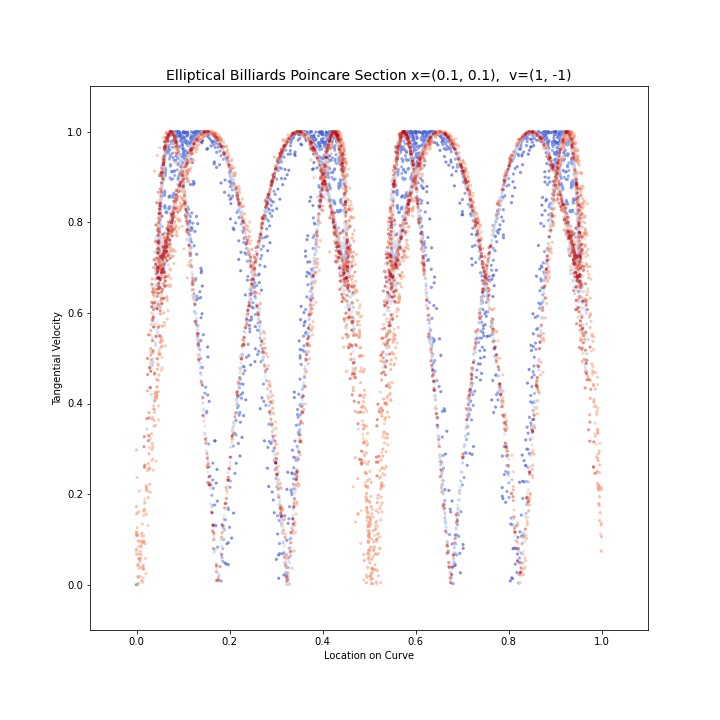 Elliptical Billiards Poincare Section x=(0.1, 0.1),  v=(1, -1)
1.0
0.8
0.6
0.4
0.2
0.0
Tangential Velocity
0.0 0.2 0.4 0.6 0.8 1.0
Location on Curve